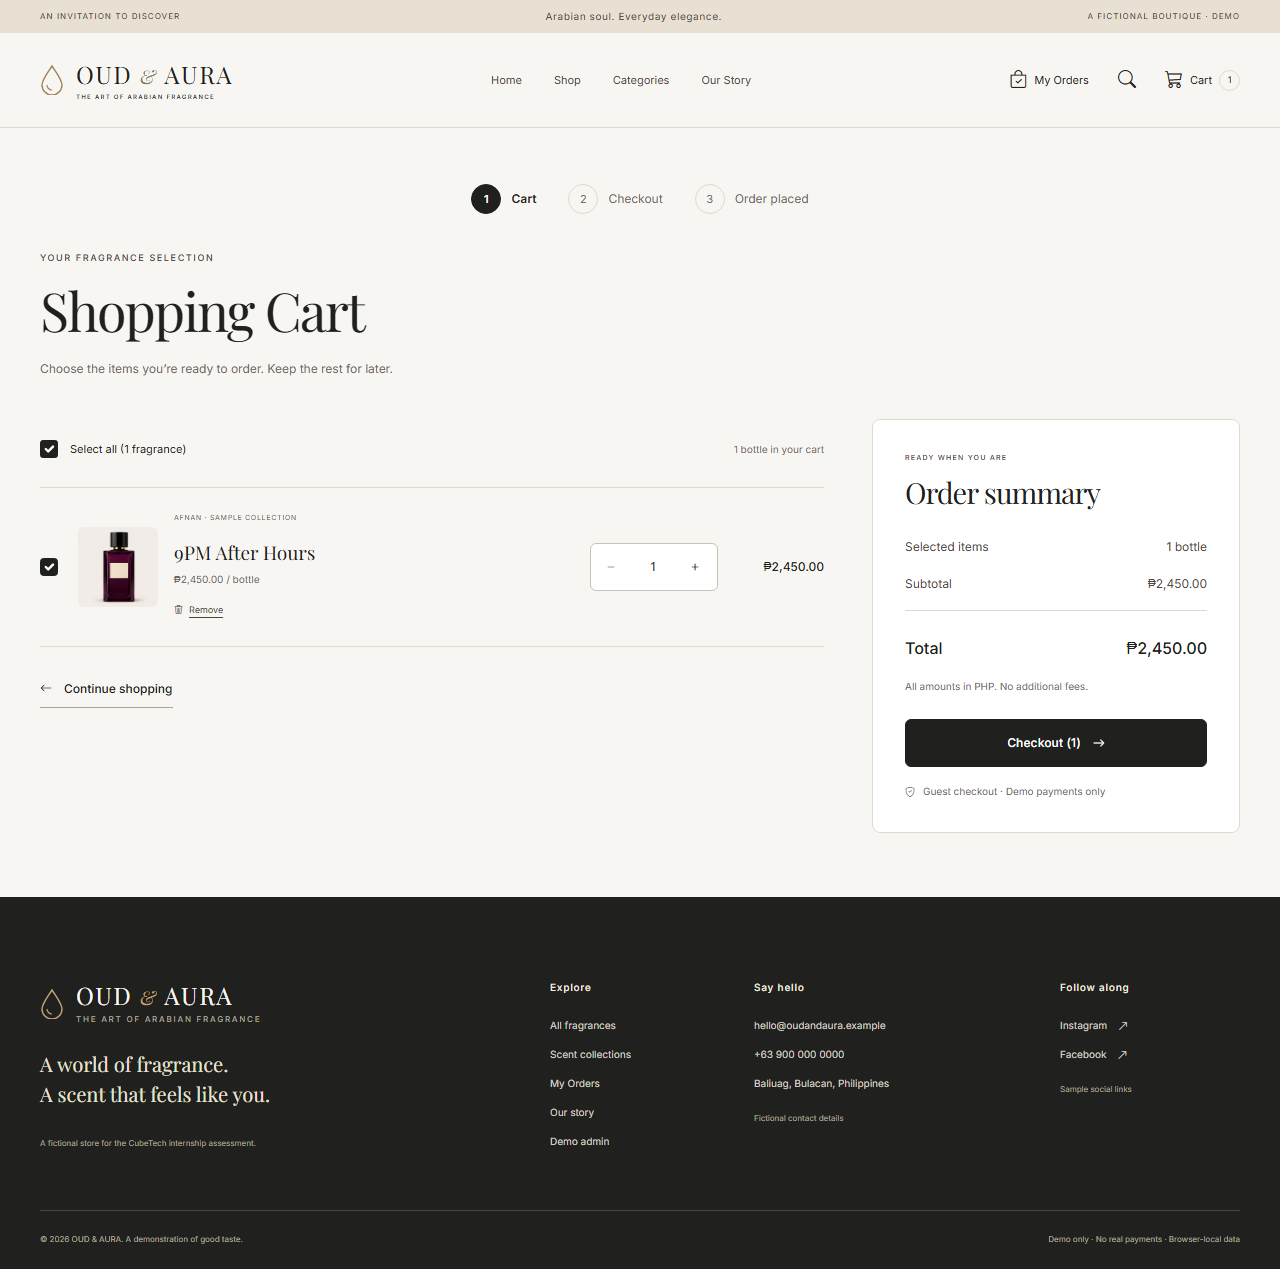 AN INVITATION TO DISCOVER
Arabian soul. Everyday elegance.
A FICTIONAL BOUTIQUE · DEMO
OUD & AURA
THE ART OF ARABIAN FRAGRANCE
Home
Shop
Categories
Our Story
My Orders
Cart 1
1 Cart
2 Checkout
3 Order placed
YOUR FRAGRANCE SELECTION
Shopping Cart
Choose the items you’re ready to order. Keep the rest for later.
Select all (1 fragrance)
1 bottle in your cart
AFNAN · SAMPLE COLLECTION
9PM After Hours
₱2,450.00 / bottle
Remove
− 1 +
₱2,450.00
← Continue shopping
READY WHEN YOU ARE
Order summary
Selected items 1 bottle
Subtotal ₱2,450.00
Total ₱2,450.00
All amounts in PHP. No additional fees.
Checkout (1) →
Guest checkout · Demo payments only
OUD & AURA
THE ART OF ARABIAN FRAGRANCE
A world of fragrance.
A scent that feels like you.
A fictional store for the CubeTech internship assessment.
Explore
All fragrances
Scent collections
My Orders
Our story
Demo admin
Say hello
hello@oudandaura.example
+63 900 000 0000
Baliuag, Bulacan, Philippines
Fictional contact details
Follow along
Instagram ↗
Facebook ↗
Sample social links
© 2026 OUD & AURA. A demonstration of good taste.
Demo only · No real payments · Browser-local data